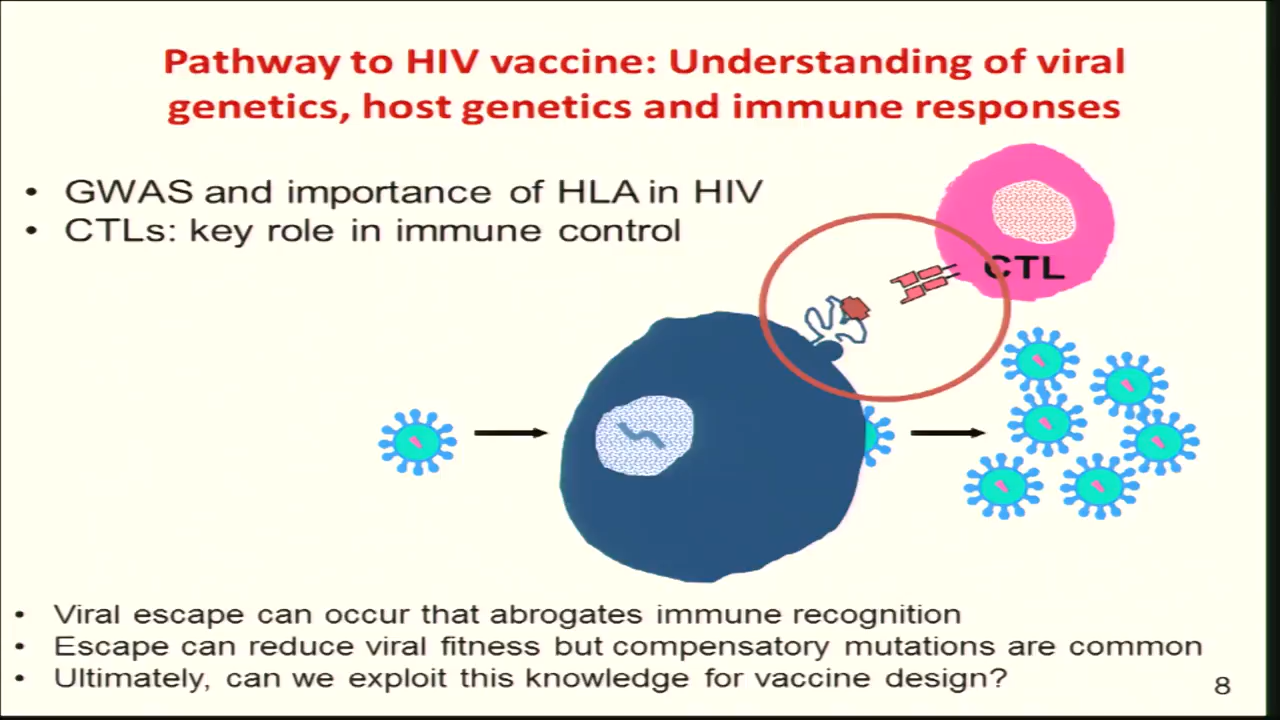 Pathway to HIV vaccine: Understanding of viral
genetics, host genetics and immune responses
• GWAS and importance of HLA in HIV
• CTLs: key role in immune control
CTL
• Viral escape can occur that abrogates immune recognition
• Escape can reduce viral fitness but compensatory mutations are common
• Ultimately, can we exploit this knowledge for vaccine design?
8